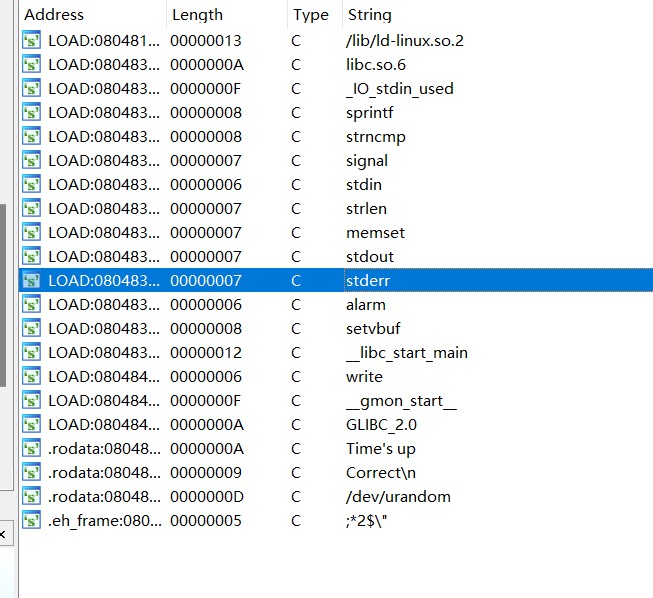 Address Length Type String
LOAD:080481... 00000013 C /lib/ld-linux.so.2
LOAD:080483... 0000000A C libc.so.6
LOAD:080483... 0000000F C _IO_stdin_used
LOAD:080483... 00000008 C sprintf
LOAD:080483... 00000008 C strncmp
LOAD:080483... 00000007 C signal
LOAD:080483... 00000006 C stdin
LOAD:080483... 00000007 C strlen
LOAD:080483... 00000007 C memset
LOAD:080483... 00000007 C stdout
LOAD:080483... 00000007 C stderr
LOAD:080483... 00000006 C alarm
LOAD:080483... 00000008 C setvbuf
LOAD:080483... 00000012 C __libc_start_main
LOAD:080484... 00000006 C write
LOAD:080484... 0000000F C __gmon_start__
LOAD:080484... 0000000A C GLIBC_2.0
.rodata:08048... 0000000A C Time's up
.rodata:08048... 00000009 C Correct\n
.rodata:08048... 0000000D C /dev/urandom
.eh_frame:080... 00000005 C ;*2$\"